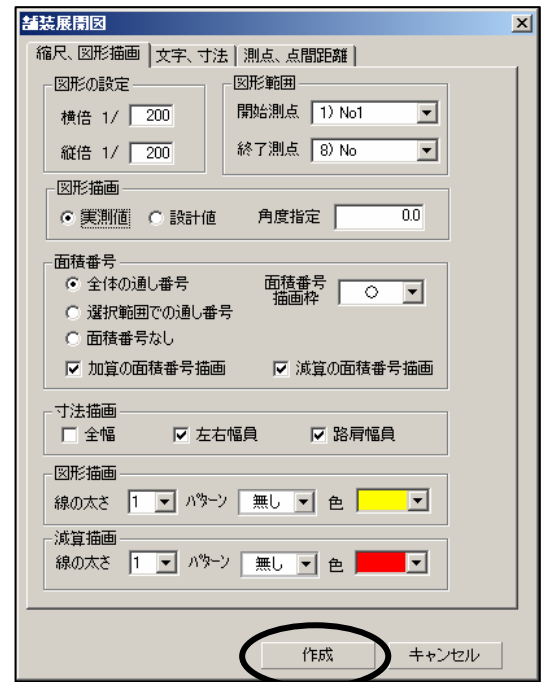 舗装展開図
縮尺、図形描画 文字、寸法 測点、点間距離
図形の設定
横倍 1/ 200
縦倍 1/ 200
図形範囲
開始測点 1) No1
終了測点 8) No
図形描画
実測値 設計値 角度指定 0.0
面積番号
全体の通し番号
選択範囲での通し番号
面積番号なし
面積番号
描画枠 ○
加算の面積番号描画 減算の面積番号描画
寸法描画
全幅 左右幅員 路肩幅員
図形描画
線の太さ 1 パターン 無し 色
減算描画
線の太さ 1 パターン 無し 色
作成 キャンセル